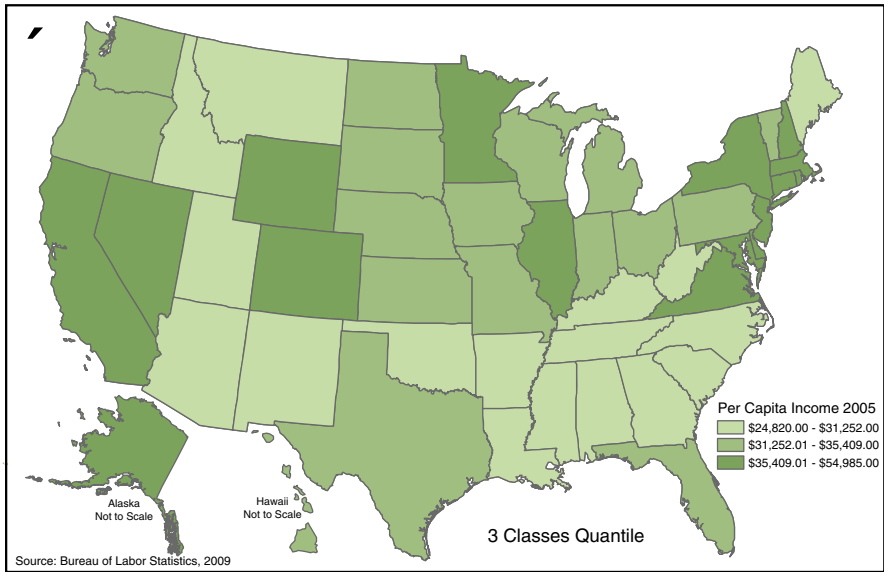 Per Capita Income 2005
$24,820.00 - $31,252.00
$31,252.01 - $35,409.00
$35,409.01 - $54,985.00
Alaska
Not to Scale
Hawaii
Not to Scale
3 Classes Quantile
Source: Bureau of Labor Statistics, 2009